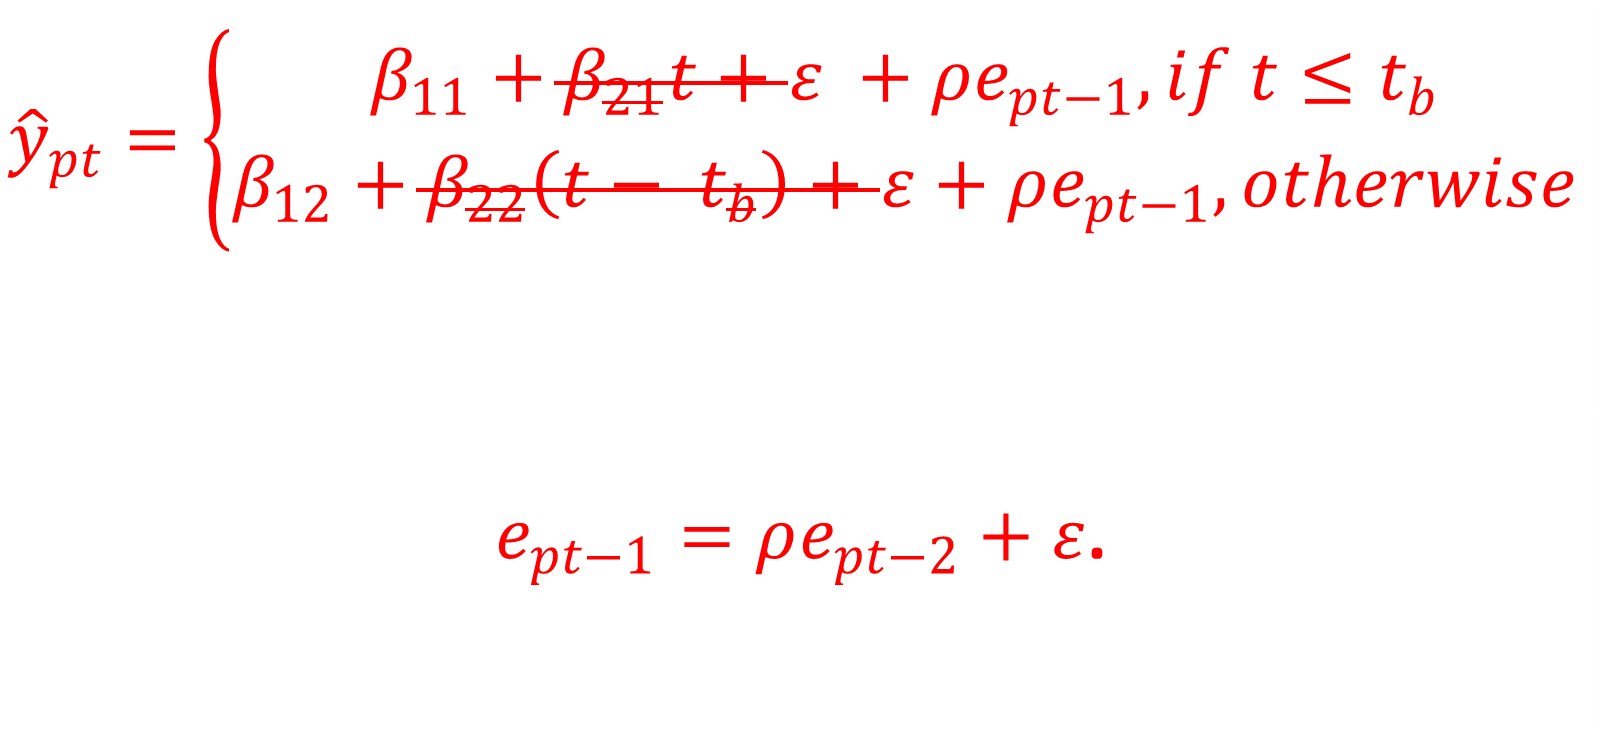 ŷ_pt = { β_11 + β_21 t + ε + ρe_pt−1, if t ≤ t_b
β_12 + β_22 (t − t_b) + ε + ρe_pt−1, otherwise
e_pt−1 = ρe_pt−2 + ε.